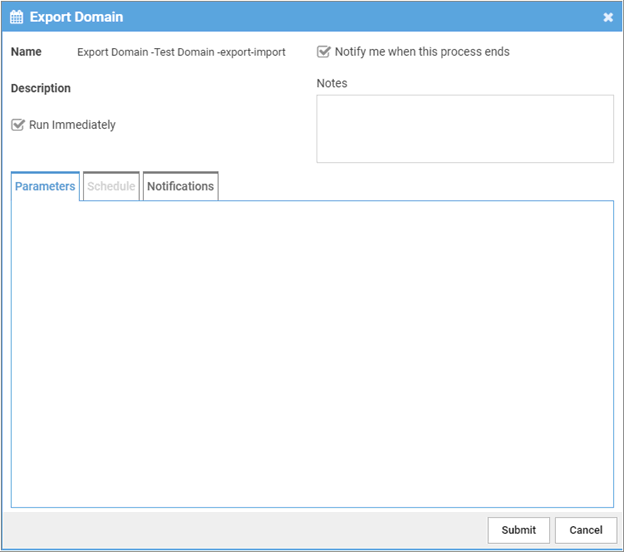 Export Domain
Name Export Domain -Test Domain -export-import
Notify me when this process ends
Description
Notes
Run Immediately
Parameters Schedule Notifications
Submit Cancel